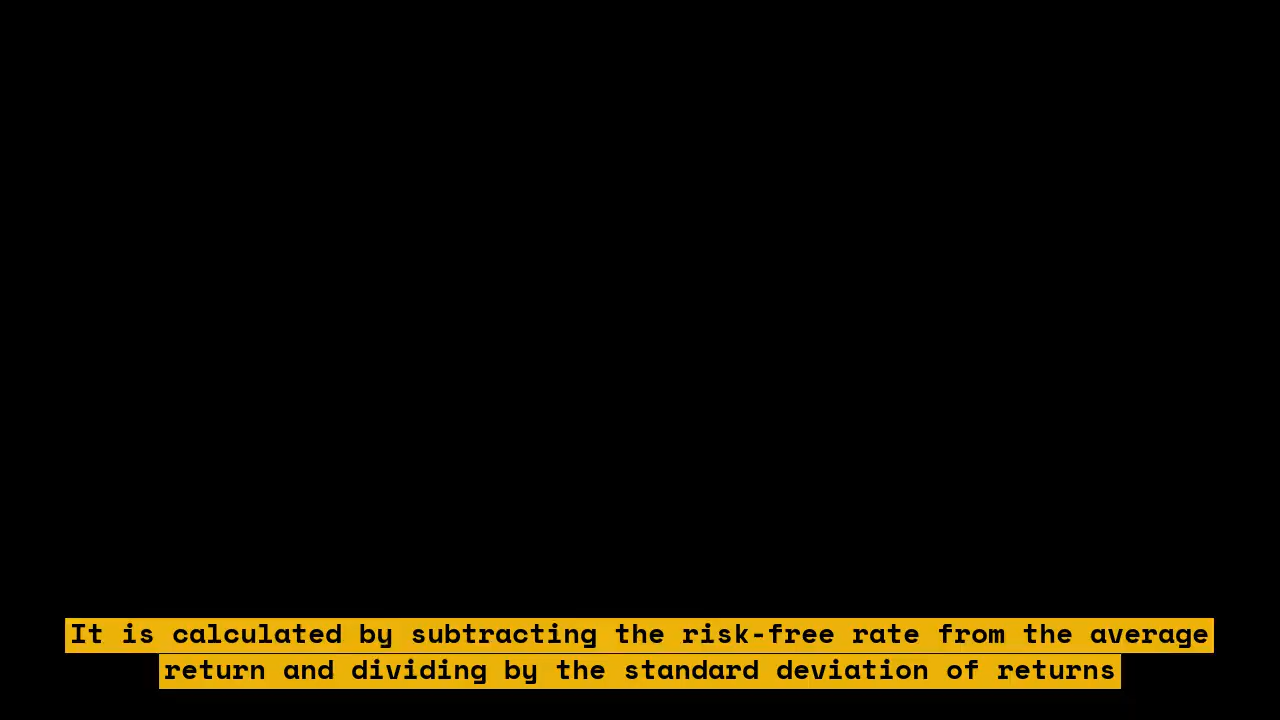 It is calculated by subtracting the risk-free rate from the average
return and dividing by the standard deviation of returns